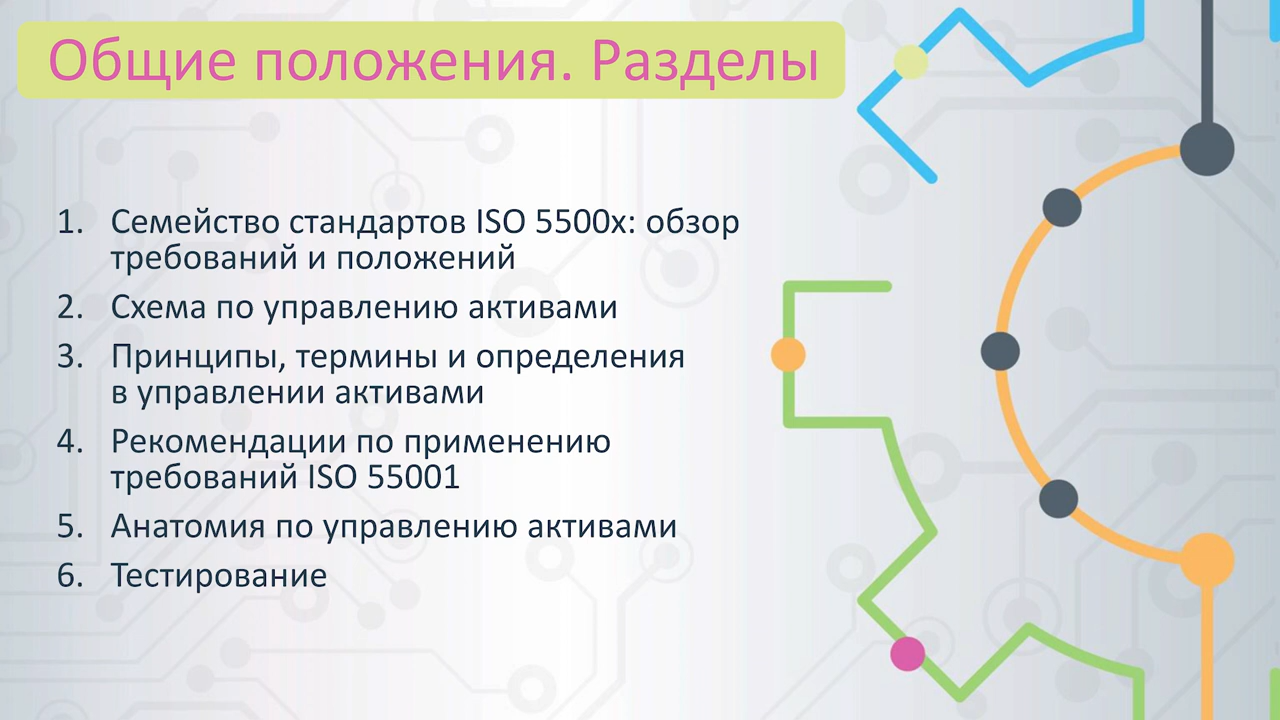 Общие положения. Разделы
1. Семейство стандартов ISO 5500x: обзор
требований и положений
2. Схема по управлению активами
3. Принципы, термины и определения
в управлении активами
4. Рекомендации по применению
требований ISO 55001
5. Анатомия по управлению активами
6. Тестирование